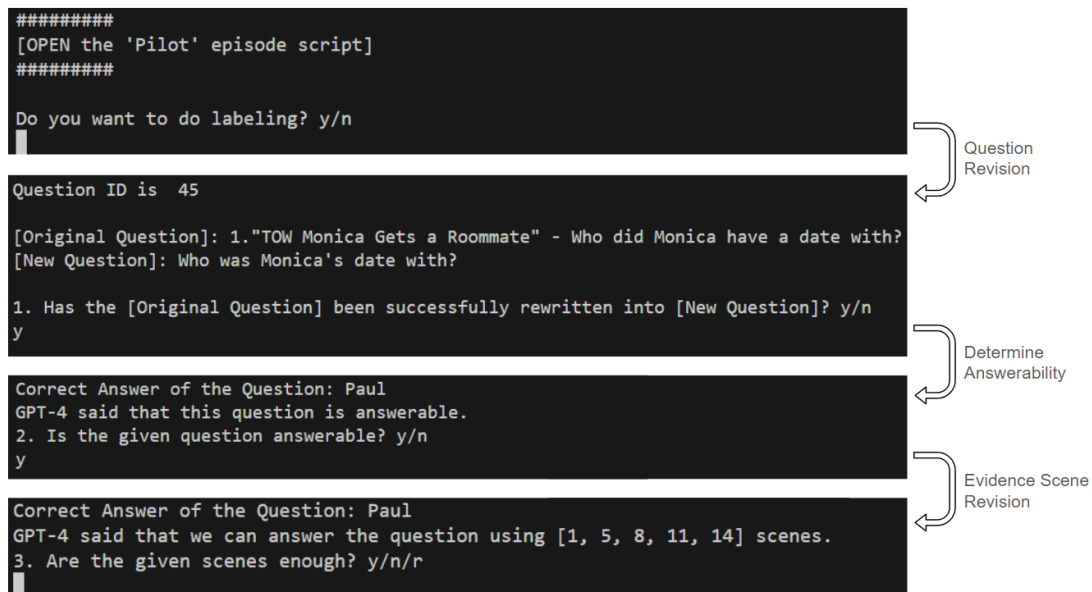 #########
[OPEN the 'Pilot' episode script]
#########
Do you want to do labeling? y/n
Question
Revision
Question ID is  45
[Original Question]: 1."TOW Monica Gets a Roommate" - Who did Monica have a date with?
[New Question]: Who was Monica's date with?
1. Has the [Original Question] been successfully rewritten into [New Question]? y/n
y
Determine
Answerability
Correct Answer of the Question: Paul
GPT-4 said that this question is answerable.
2. Is the given question answerable? y/n
y
Evidence Scene
Revision
Correct Answer of the Question: Paul
GPT-4 said that we can answer the question using [1, 5, 8, 11, 14] scenes.
3. Are the given scenes enough? y/n/r